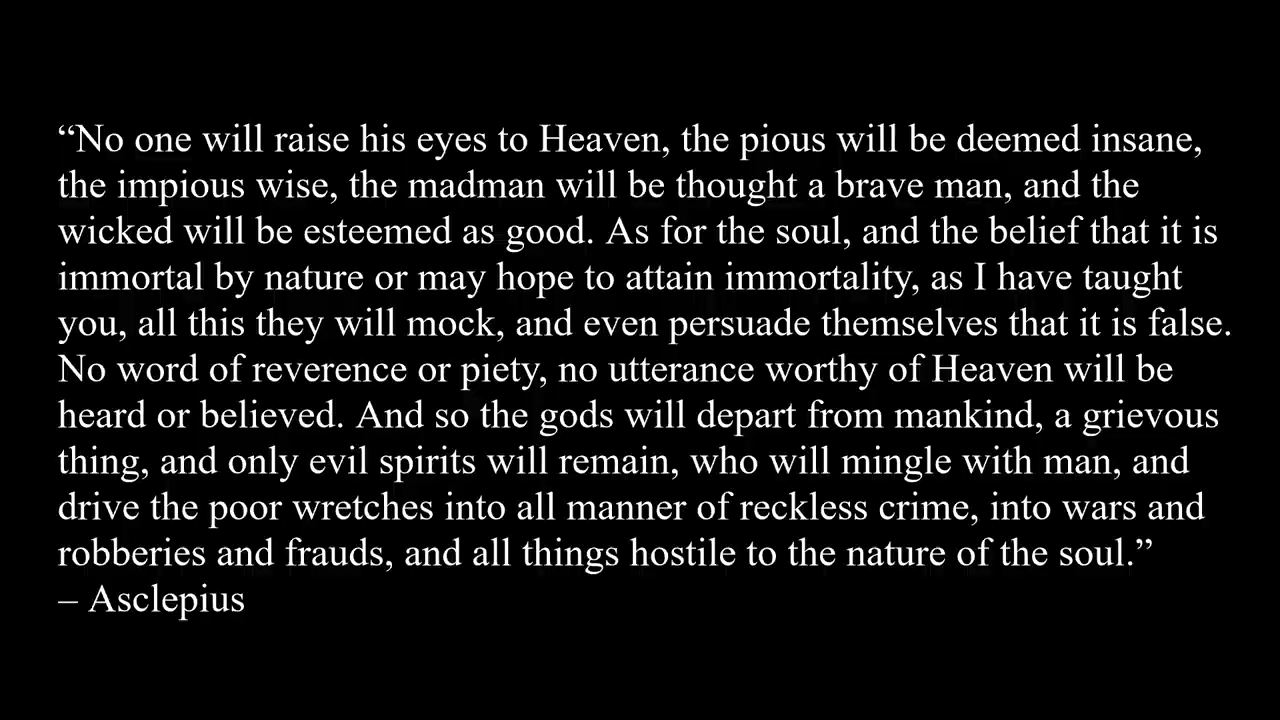 “No one will raise his eyes to Heaven, the pious will be deemed insane,
the impious wise, the madman will be thought a brave man, and the
wicked will be esteemed as good. As for the soul, and the belief that it is
immortal by nature or may hope to attain immortality, as I have taught
you, all this they will mock, and even persuade themselves that it is false.
No word of reverence or piety, no utterance worthy of Heaven will be
heard or believed. And so the gods will depart from mankind, a grievous
thing, and only evil spirits will remain, who will mingle with man, and
drive the poor wretches into all manner of reckless crime, into wars and
robberies and frauds, and all things hostile to the nature of the soul.”
– Asclepius